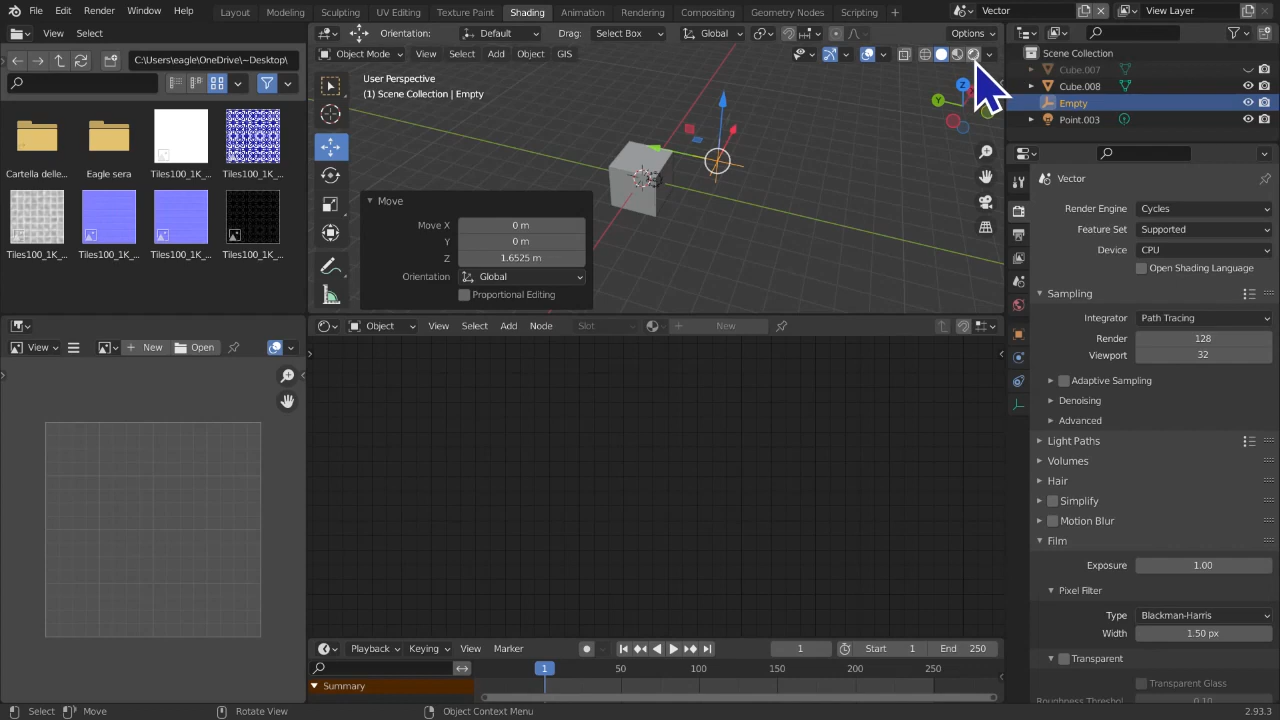 File Edit Render Window Help Layout Modeling Sculpting UV Editing Texture Paint Shading Animation Rendering Compositing Geometry Nodes Scripting + Vector View Layer
View Select
C:\Users\eagle\OneDrive\~Desktop\
Cartella delle... Eagle sera Tiles100_1K_... Tiles100_1K_...
Tiles100_1K_... Tiles100_1K_... Tiles100_1K_... Tiles100_1K_...
Orientation: Default Drag: Select Box Global Options
Object Mode View Select Add Object GIS
User Perspective
(1) Scene Collection | Empty
Z
Y
Move
Move X 0 m
Y 0 m
Z 1.6525 m
Orientation Global
Proportional Editing
View New Open
Object View Select Add Node Slot New
Playback Keying View Marker 1 Start 1 End 250
1 50 100 150 200 250
Summary
Scene Collection
Cube.007
Cube.008
Empty
Point.003
Vector
Render Engine Cycles
Feature Set Supported
Device CPU
Open Shading Language
Sampling
Integrator Path Tracing
Render 128
Viewport 32
Adaptive Sampling
Denoising
Advanced
Light Paths
Volumes
Hair
Simplify
Motion Blur
Film
Exposure 1.00
Pixel Filter
Type Blackman-Harris
Width 1.50 px
Transparent
Transparent Glass
Roughness Threshol 0.10
Select Move Rotate View Object Context Menu 2.93.3